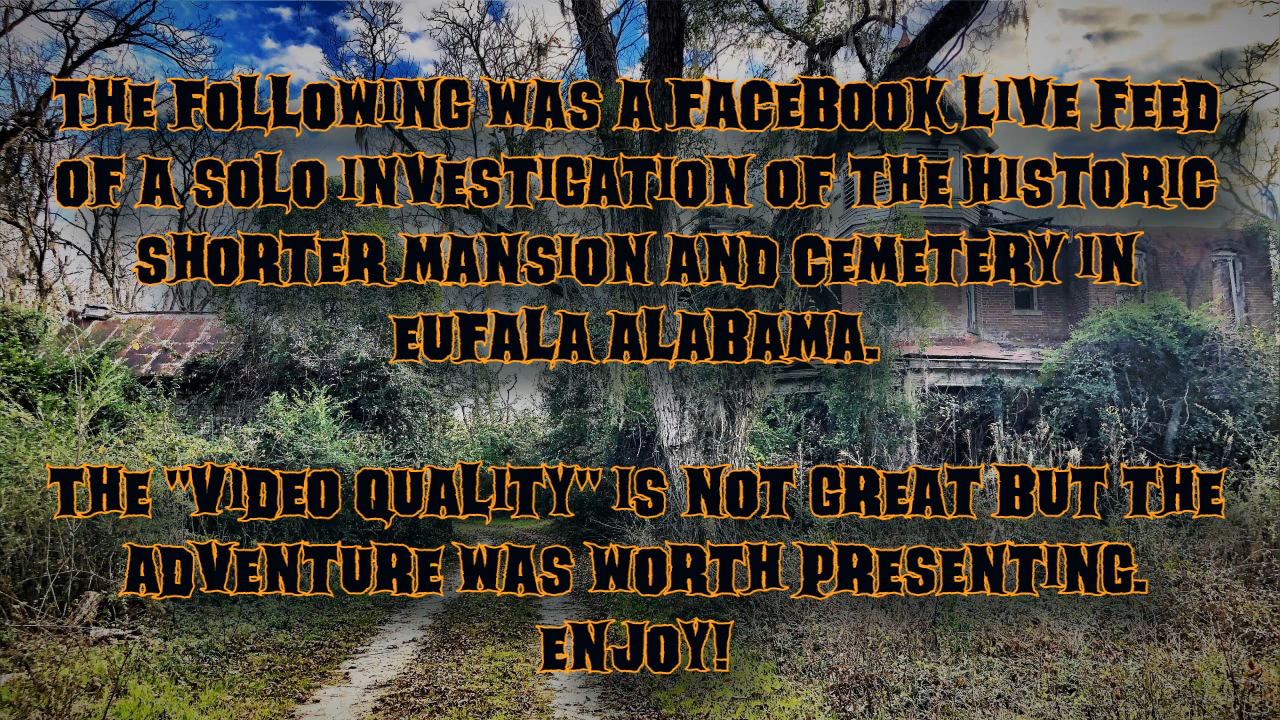 THE FOLLOWING WAS A FACEBOOK LIVE FEED
OF A SOLO INVESTIGATION OF THE HISTORIC
SHORTER MANSION AND CEMETERY IN
EUFALA ALABAMA.
THE "VIDEO QUALITY" IS NOT GREAT BUT THE
ADVENTURE WAS WORTH PRESENTING.
ENJOY!